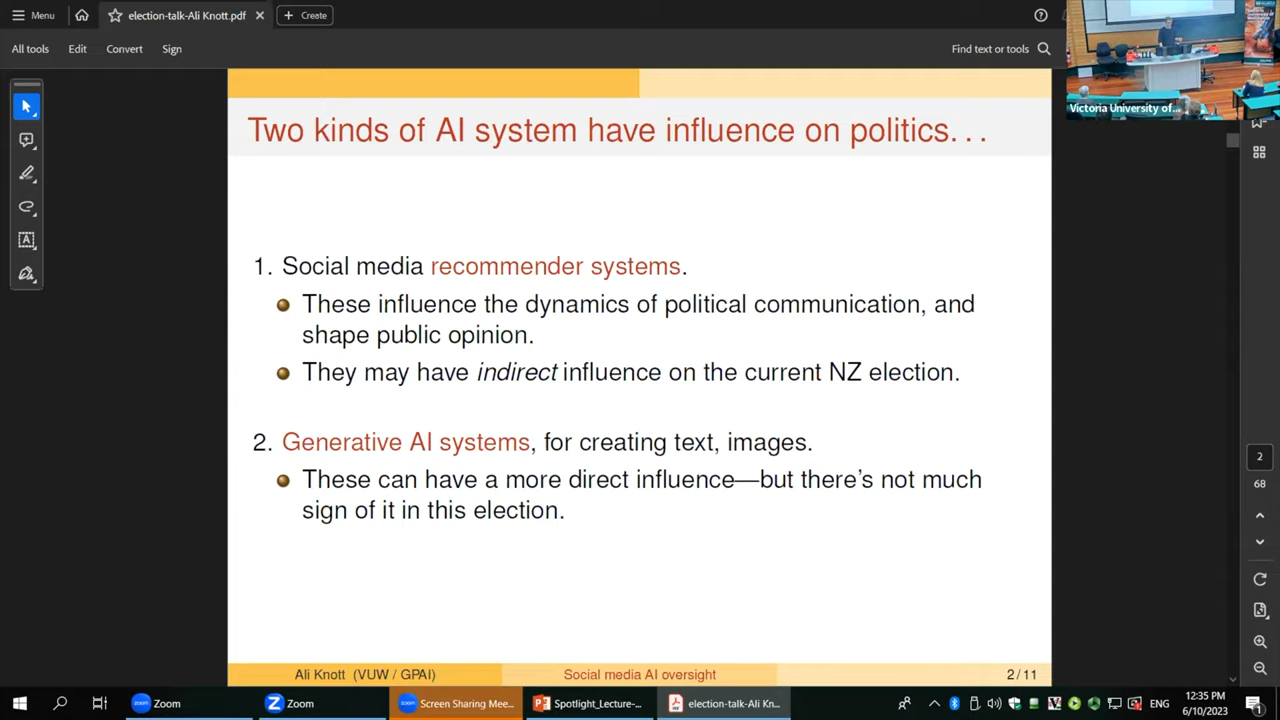 Menu
election-talk-Ali Knott.pdf
Create
All tools
Edit
Convert
Sign
Find text or tools
Victoria University of...
Two kinds of AI system have influence on politics. . .
1. Social media recommender systems.
These influence the dynamics of political communication, and
shape public opinion.
They may have indirect influence on the current NZ election.
2. Generative AI systems, for creating text, images.
These can have a more direct influence—but there's not much
sign of it in this election.
2
68
Ali Knott (VUW / GPAI)
Social media AI oversight
2 / 11
Zoom
Zoom
Screen Sharing Mee...
Spotlight_Lecture-...
election-talk-Ali Kn...
ENG
12:35 PM
6/10/2023
1